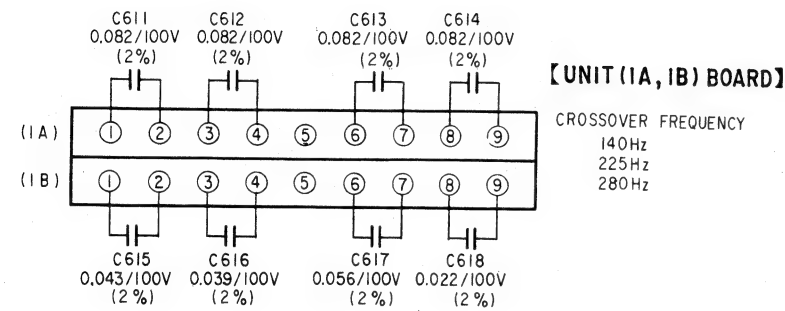 C611 C612 C613 C614
0.082/100V 0.082/100V 0.082/100V 0.082/100V
(2%) (2%) (2%) (2%)
【UNIT(1A,1B)BOARD】
CROSSOVER FREQUENCY
140Hz
225Hz
280Hz
(1A) 1 2 3 4 5 6 7 8 9
(1B) 1 2 3 4 5 6 7 8 9
C615 C616 C617 C618
0.043/100V 0.039/100V 0.056/100V 0.022/100V
(2%) (2%) (2%) (2%)